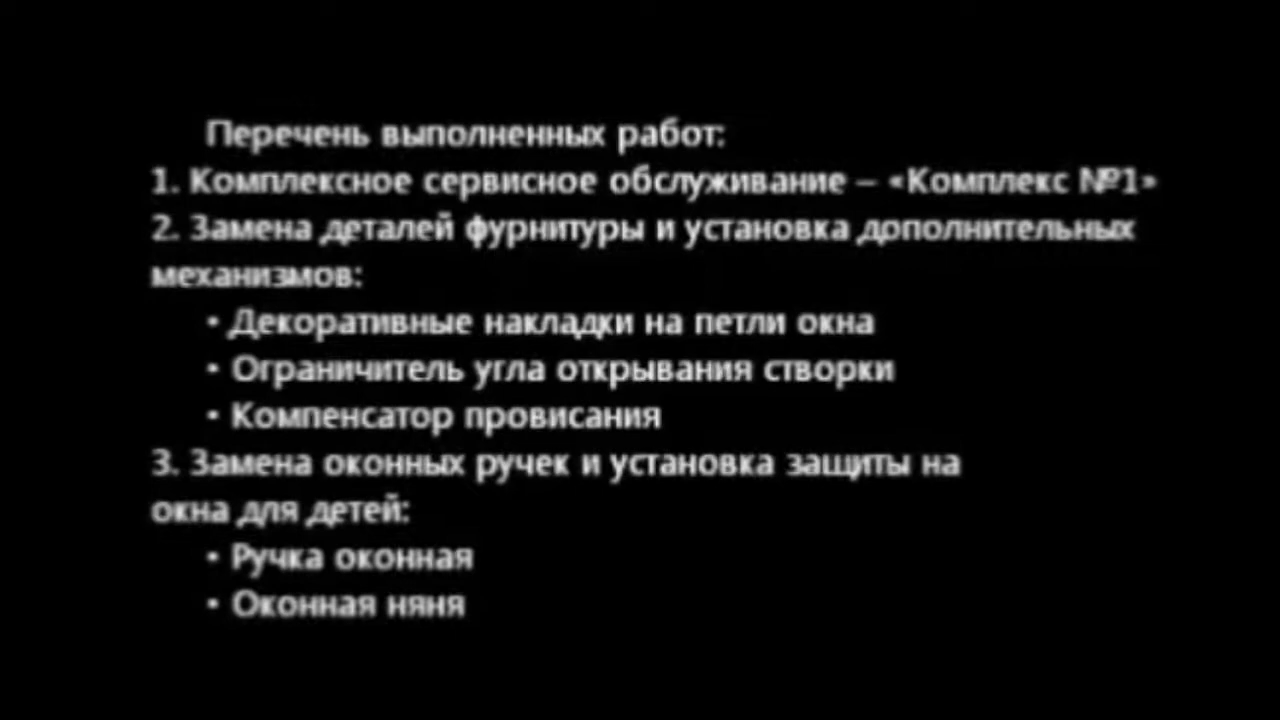 Перечень выполненных работ:
1. Комплексное сервисное обслуживание – «Комплекс №1»
2. Замена деталей фурнитуры и установка дополнительных
механизмов:
• Декоративные накладки на петли окна
• Ограничитель угла открывания створки
• Компенсатор провисания
3. Замена оконных ручек и установка защиты на
окна для детей:
• Ручка оконная
• Оконная няня